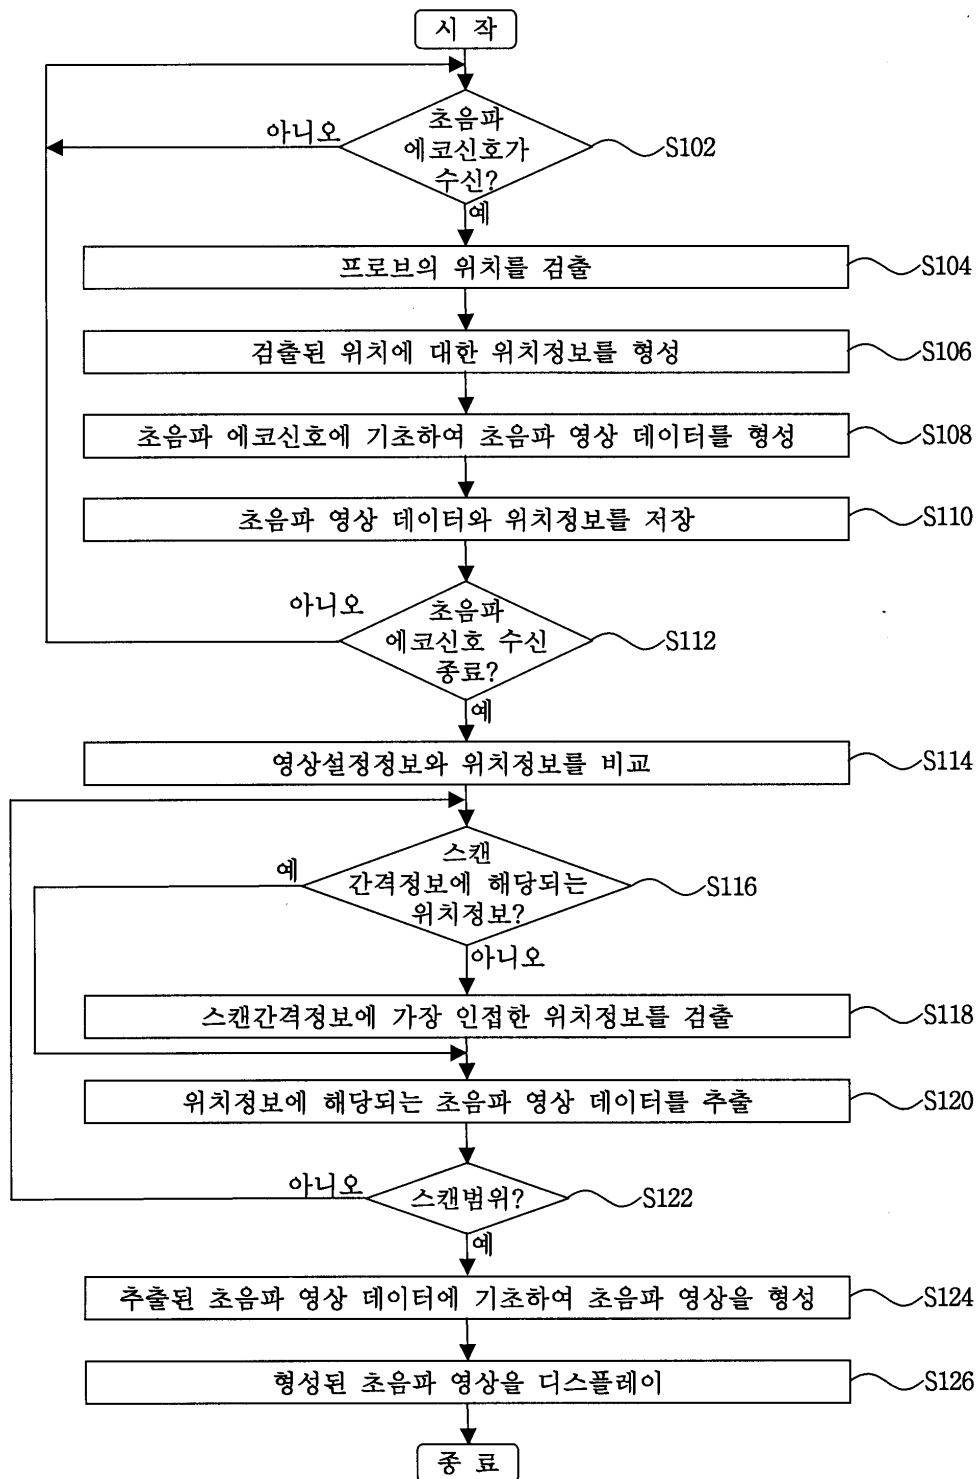 시 작
초음파
에코신호가
수신?
S102
아니오
예
프로브의 위치를 검출
S104
검출된 위치에 대한 위치정보를 형성
S106
초음파 에코신호에 기초하여 초음파 영상 데이터를 형성
S108
초음파 영상 데이터와 위치정보를 저장
S110
아니오
초음파
에코신호 수신
종료?
S112
예
영상설정정보와 위치정보를 비교
S114
예
스캔
간격정보에 해당되는
위치정보?
S116
아니오
스캔간격정보에 가장 인접한 위치정보를 검출
S118
위치정보에 해당되는 초음파 영상 데이터를 추출
S120
아니오
스캔범위?
S122
예
추출된 초음파 영상 데이터에 기초하여 초음파 영상을 형성
S124
형성된 초음파 영상을 디스플레이
S126
종 료